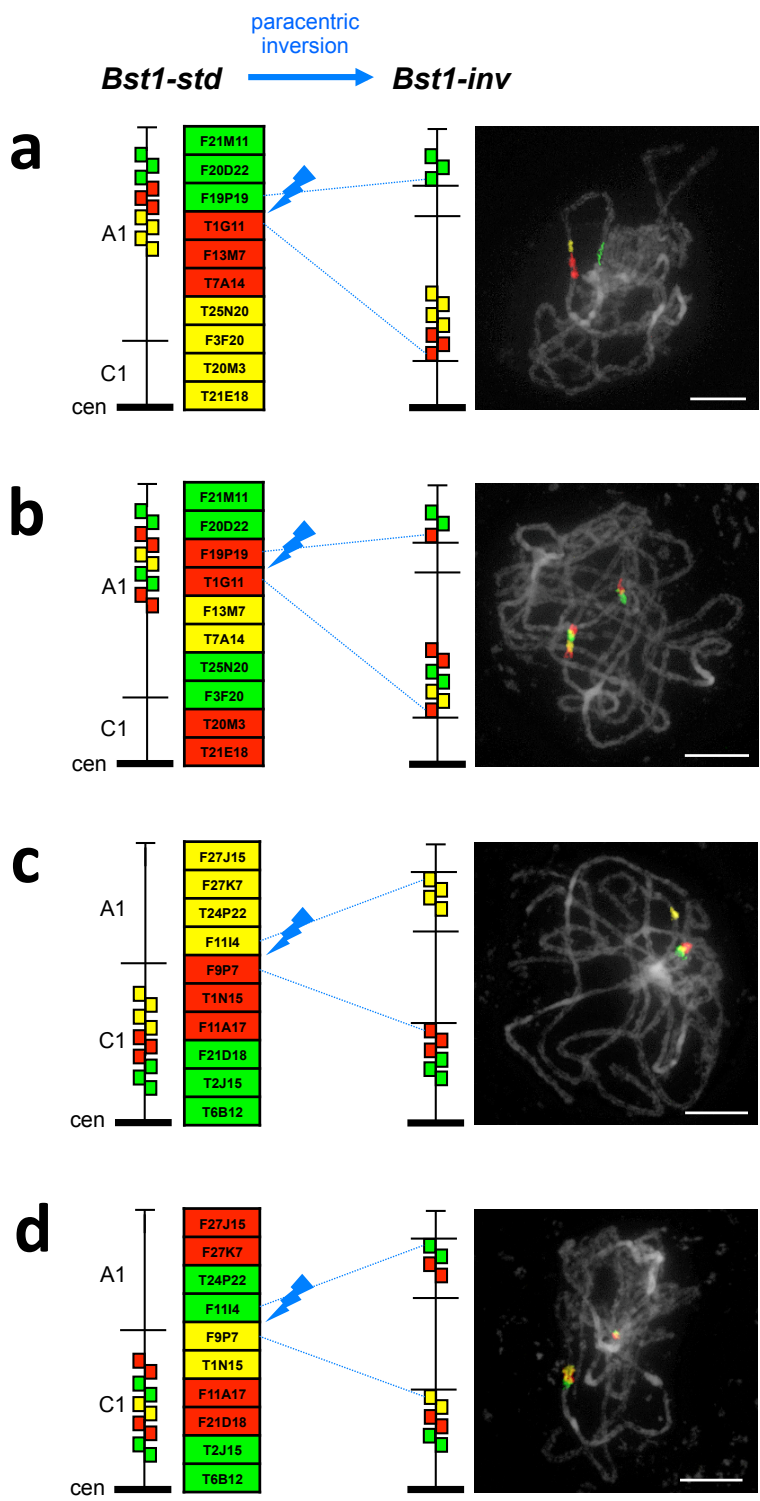 paracentric
inversion
Bst1-std
Bst1-inv
a
F21M11
F20D22
F19P19
A1
T1G11
F13M7
T7A14
T25N20
F3F20
C1
T20M3
T21E18
cen
b
F21M11
F20D22
F19P19
A1
T1G11
F13M7
T7A14
T25N20
F3F20
C1
T20M3
T21E18
cen
c
F27J15
F27K7
A1
T24P22
F11I4
F9P7
T1N15
C1
F11A17
F21D18
T2J15
T6B12
cen
d
F27J15
F27K7
A1
T24P22
F11I4
F9P7
T1N15
C1
F11A17
F21D18
T2J15
T6B12
cen